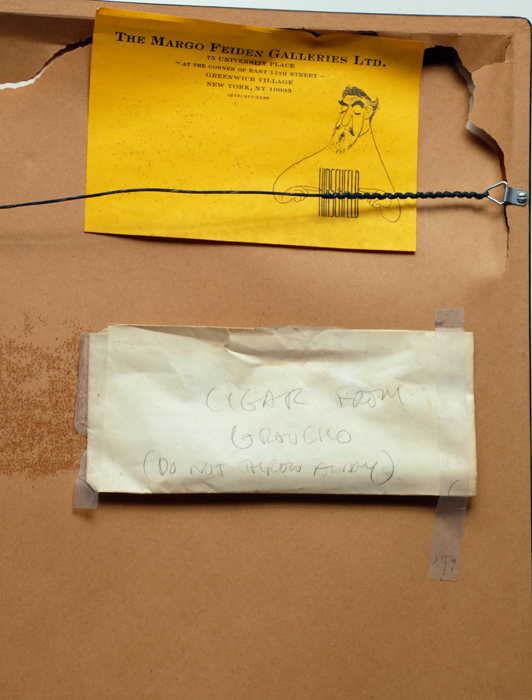 THE MARGO FEIDEN GALLERIES LTD.
75 UNIVERSITY PLACE
– AT THE CORNER OF EAST 11TH STREET –
GREENWICH VILLAGE
NEW YORK, NY 10003
HIRSCHFELD
CIGAR FROM
GROUCHO
(DO NOT THROW AWAY)